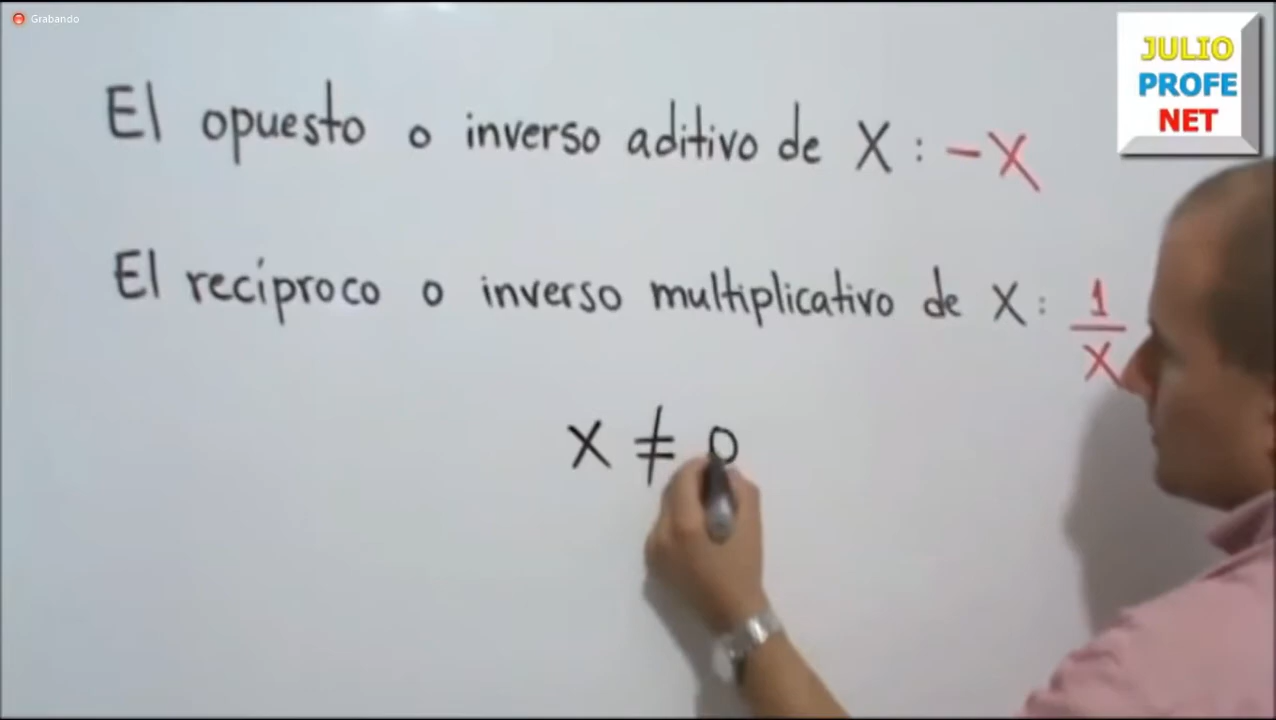 Grabando
JULIO
PROFE
NET
El opuesto o inverso aditivo de X : -X
El recíproco o inverso multiplicativo de X : 1/X
X ≠ 0